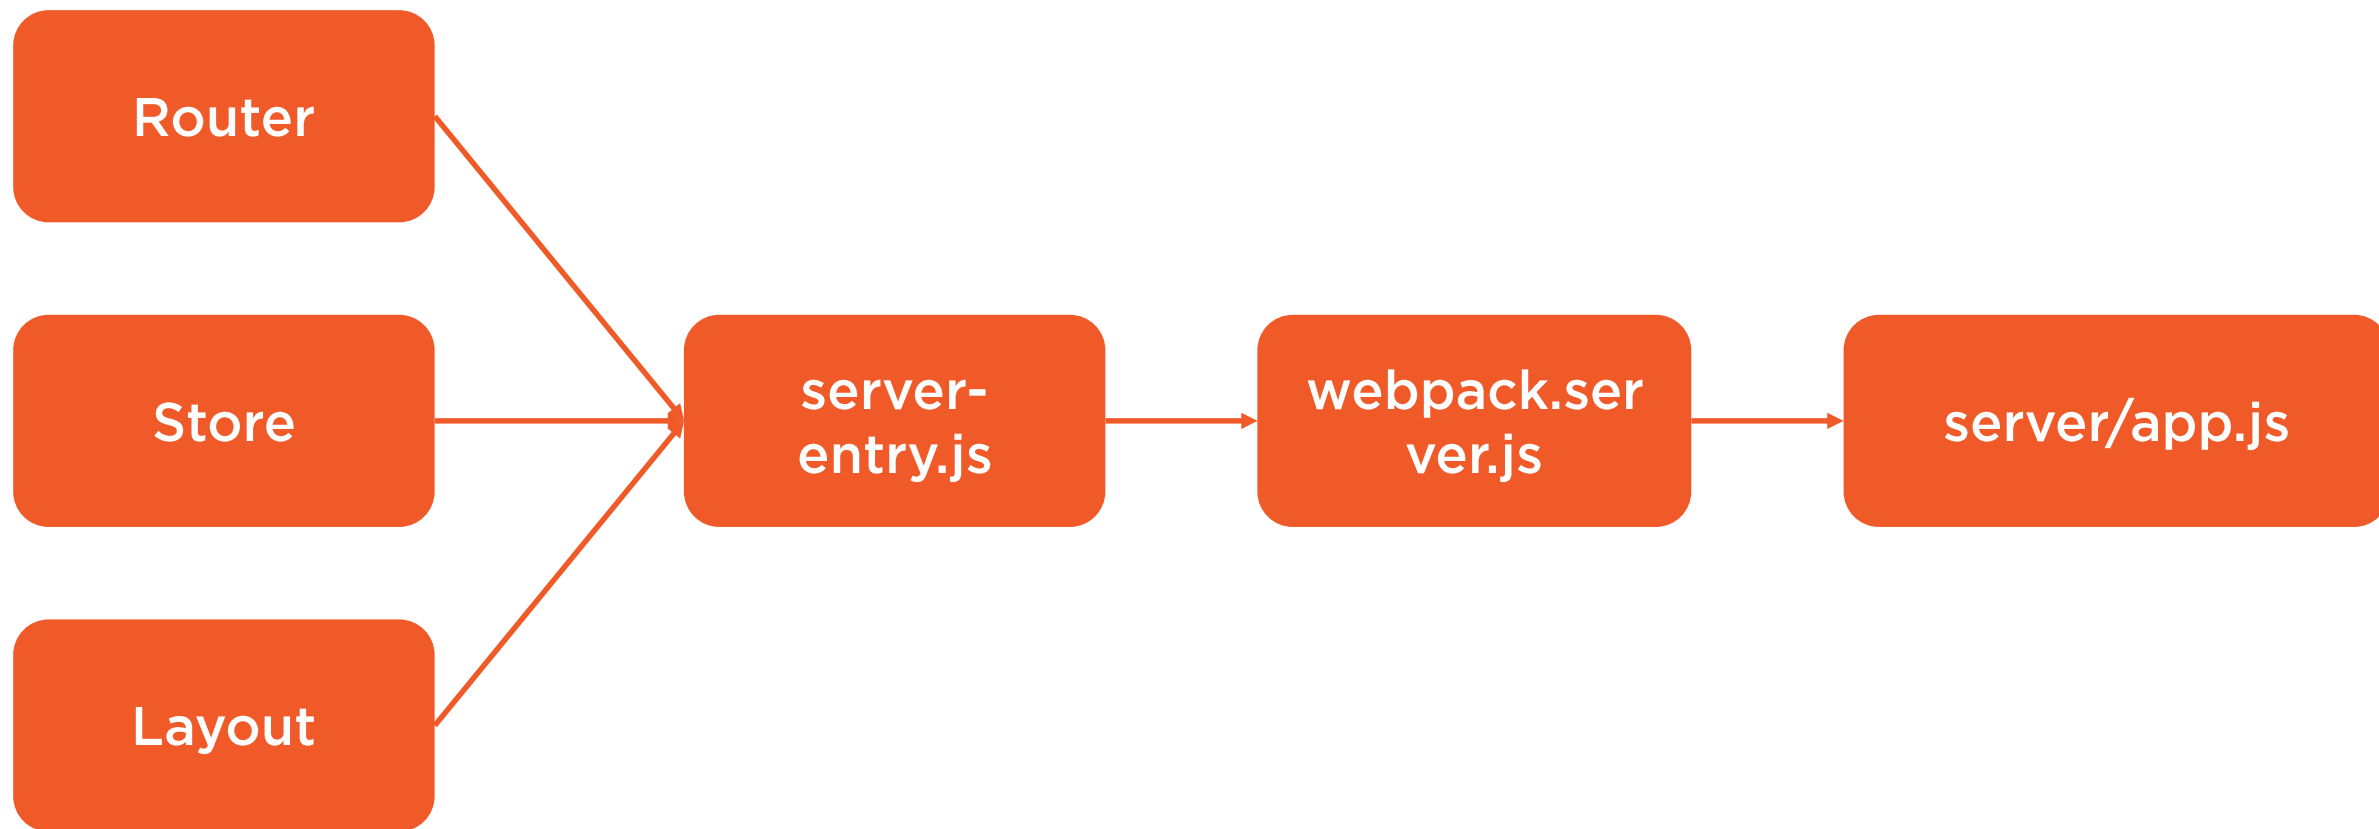 Router
Store
Layout
server-
entry.js
webpack.ser
ver.js
server/app.js